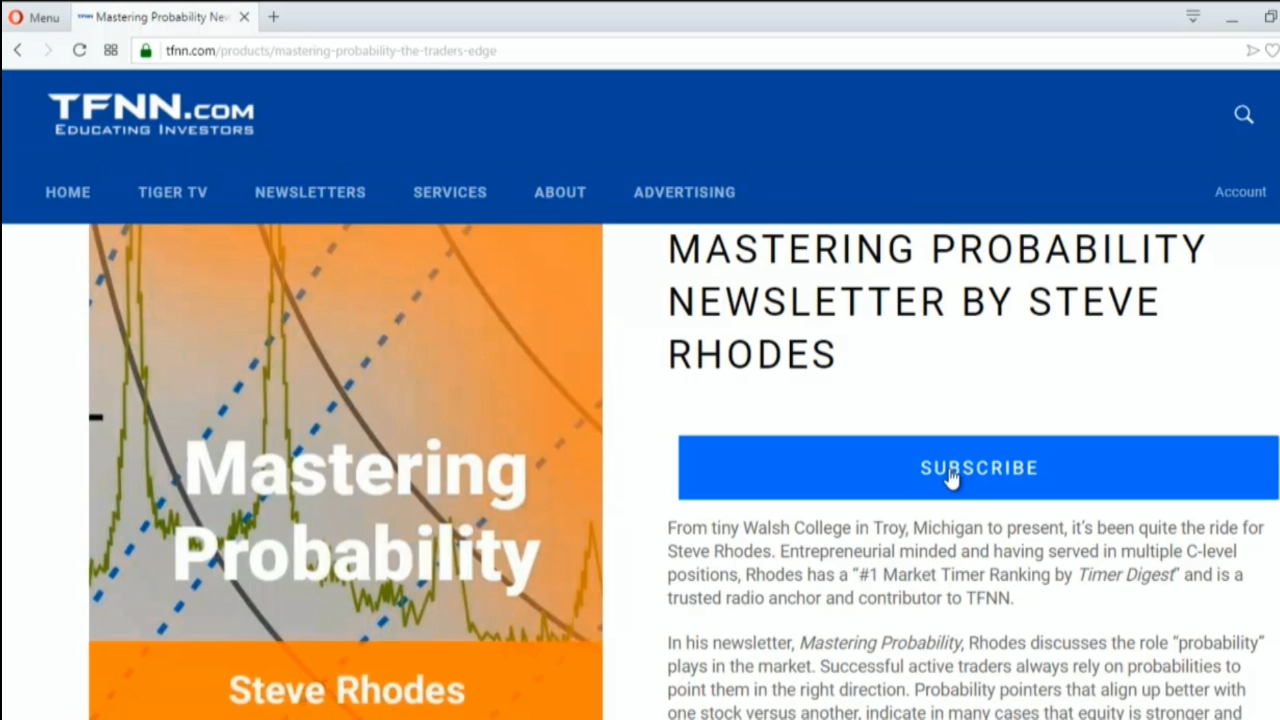 Menu
Mastering Probability New
tfnn.com/products/mastering-probability-the-traders-edge
TFNN.COM
EDUCATING INVESTORS
HOME TIGER TV NEWSLETTERS SERVICES ABOUT ADVERTISING Account
MASTERING PROBABILITY
NEWSLETTER BY STEVE
RHODES
Mastering
Probability
Steve Rhodes
SUBSCRIBE
From tiny Walsh College in Troy, Michigan to present, it's been quite the ride for
Steve Rhodes. Entrepreneurial minded and having served in multiple C-level
positions, Rhodes has a “#1 Market Timer Ranking by Timer Digest” and is a
trusted radio anchor and contributor to TFNN.
In his newsletter, Mastering Probability, Rhodes discusses the role “probability”
plays in the market. Successful active traders always rely on probabilities to
point them in the right direction. Probability pointers that align up better with
one stock versus another, indicate in many cases that equity is stronger and